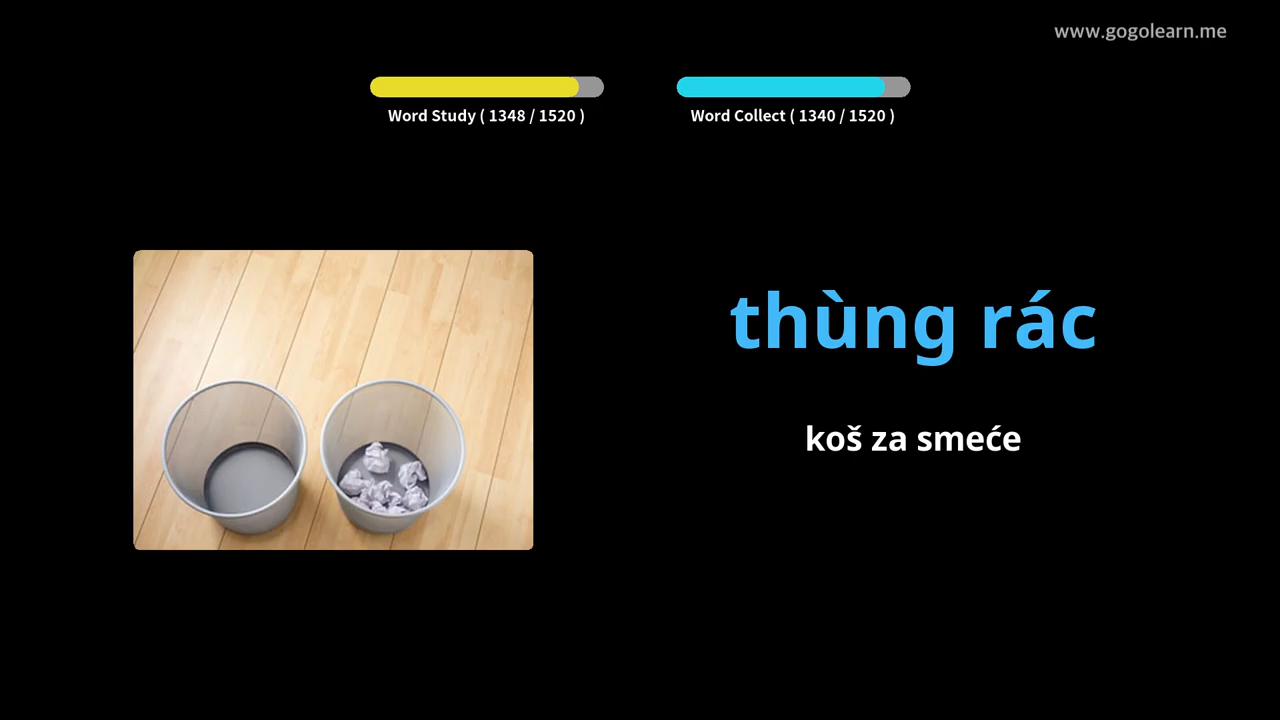 www.gogolearn.me
Word Study ( 1348 / 1520 )
Word Collect ( 1340 / 1520 )
thùng rác
koš za smeće